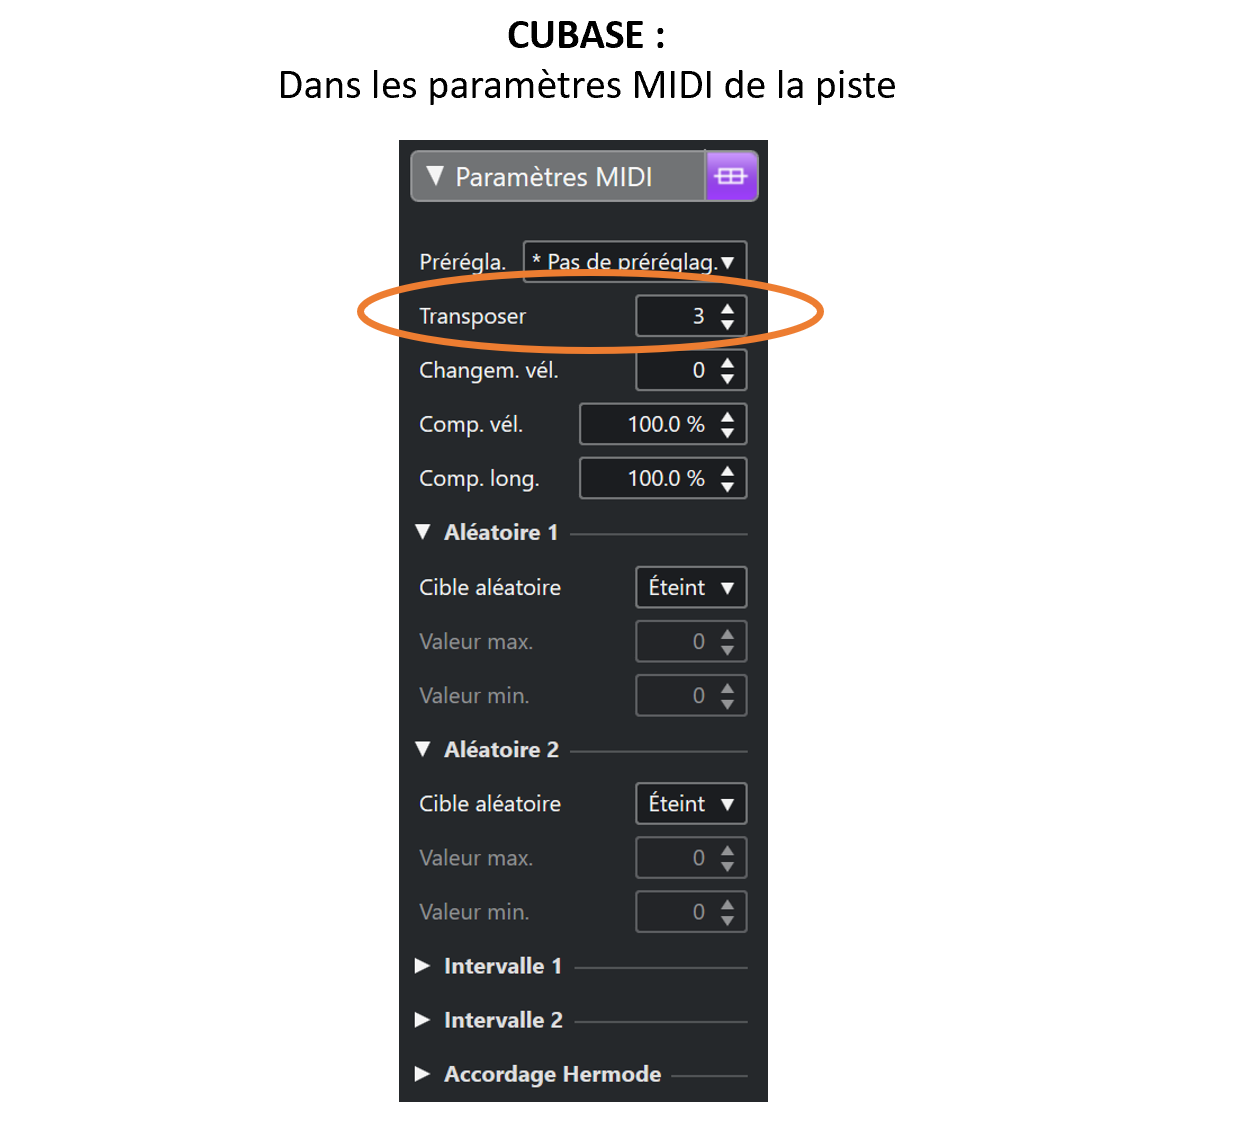 CUBASE :
Dans les paramètres MIDI de la piste
Paramètres MIDI
Prérégla. * Pas de préréglag.
Transposer 3
Changem. vél. 0
Comp. vél. 100.0 %
Comp. long. 100.0 %
Aléatoire 1
Cible aléatoire Éteint
Valeur max. 0
Valeur min. 0
Aléatoire 2
Cible aléatoire Éteint
Valeur max. 0
Valeur min. 0
Intervalle 1
Intervalle 2
Accordage Hermode